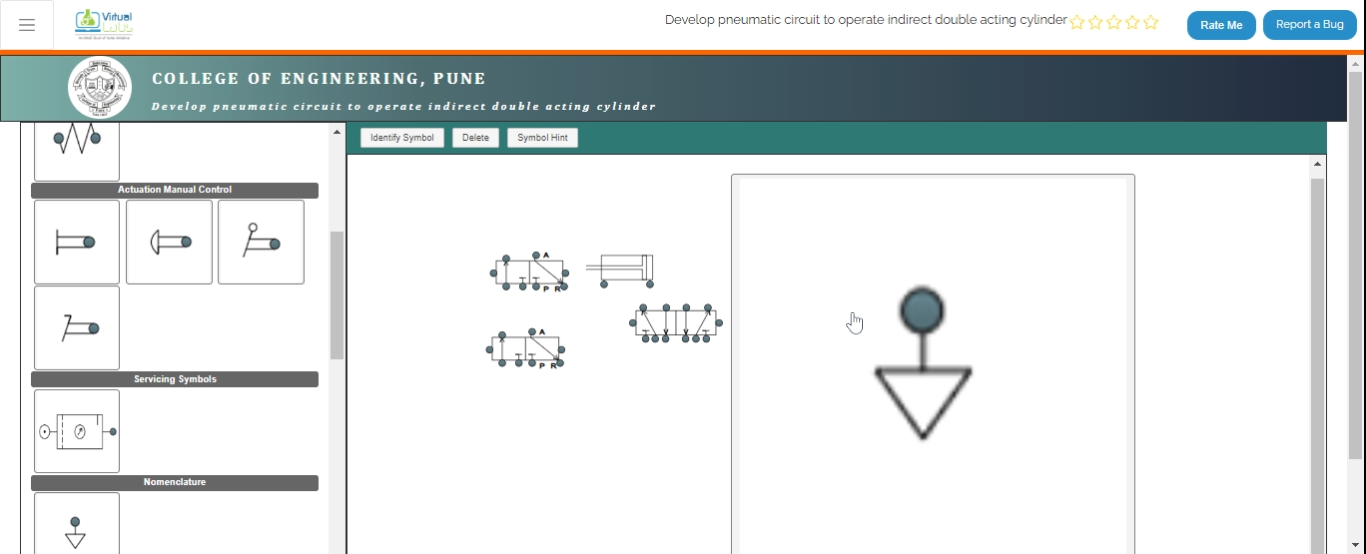 Virtual
Labs
Develop pneumatic circuit to operate indirect double acting cylinder
Rate Me
Report a Bug
COLLEGE OF ENGINEERING, PUNE
Develop pneumatic circuit to operate indirect double acting cylinder
Identify Symbol
Delete
Symbol Hint
Actuation Manual Control
Servicing Symbols
Nomenclature
A
P R
A
P R